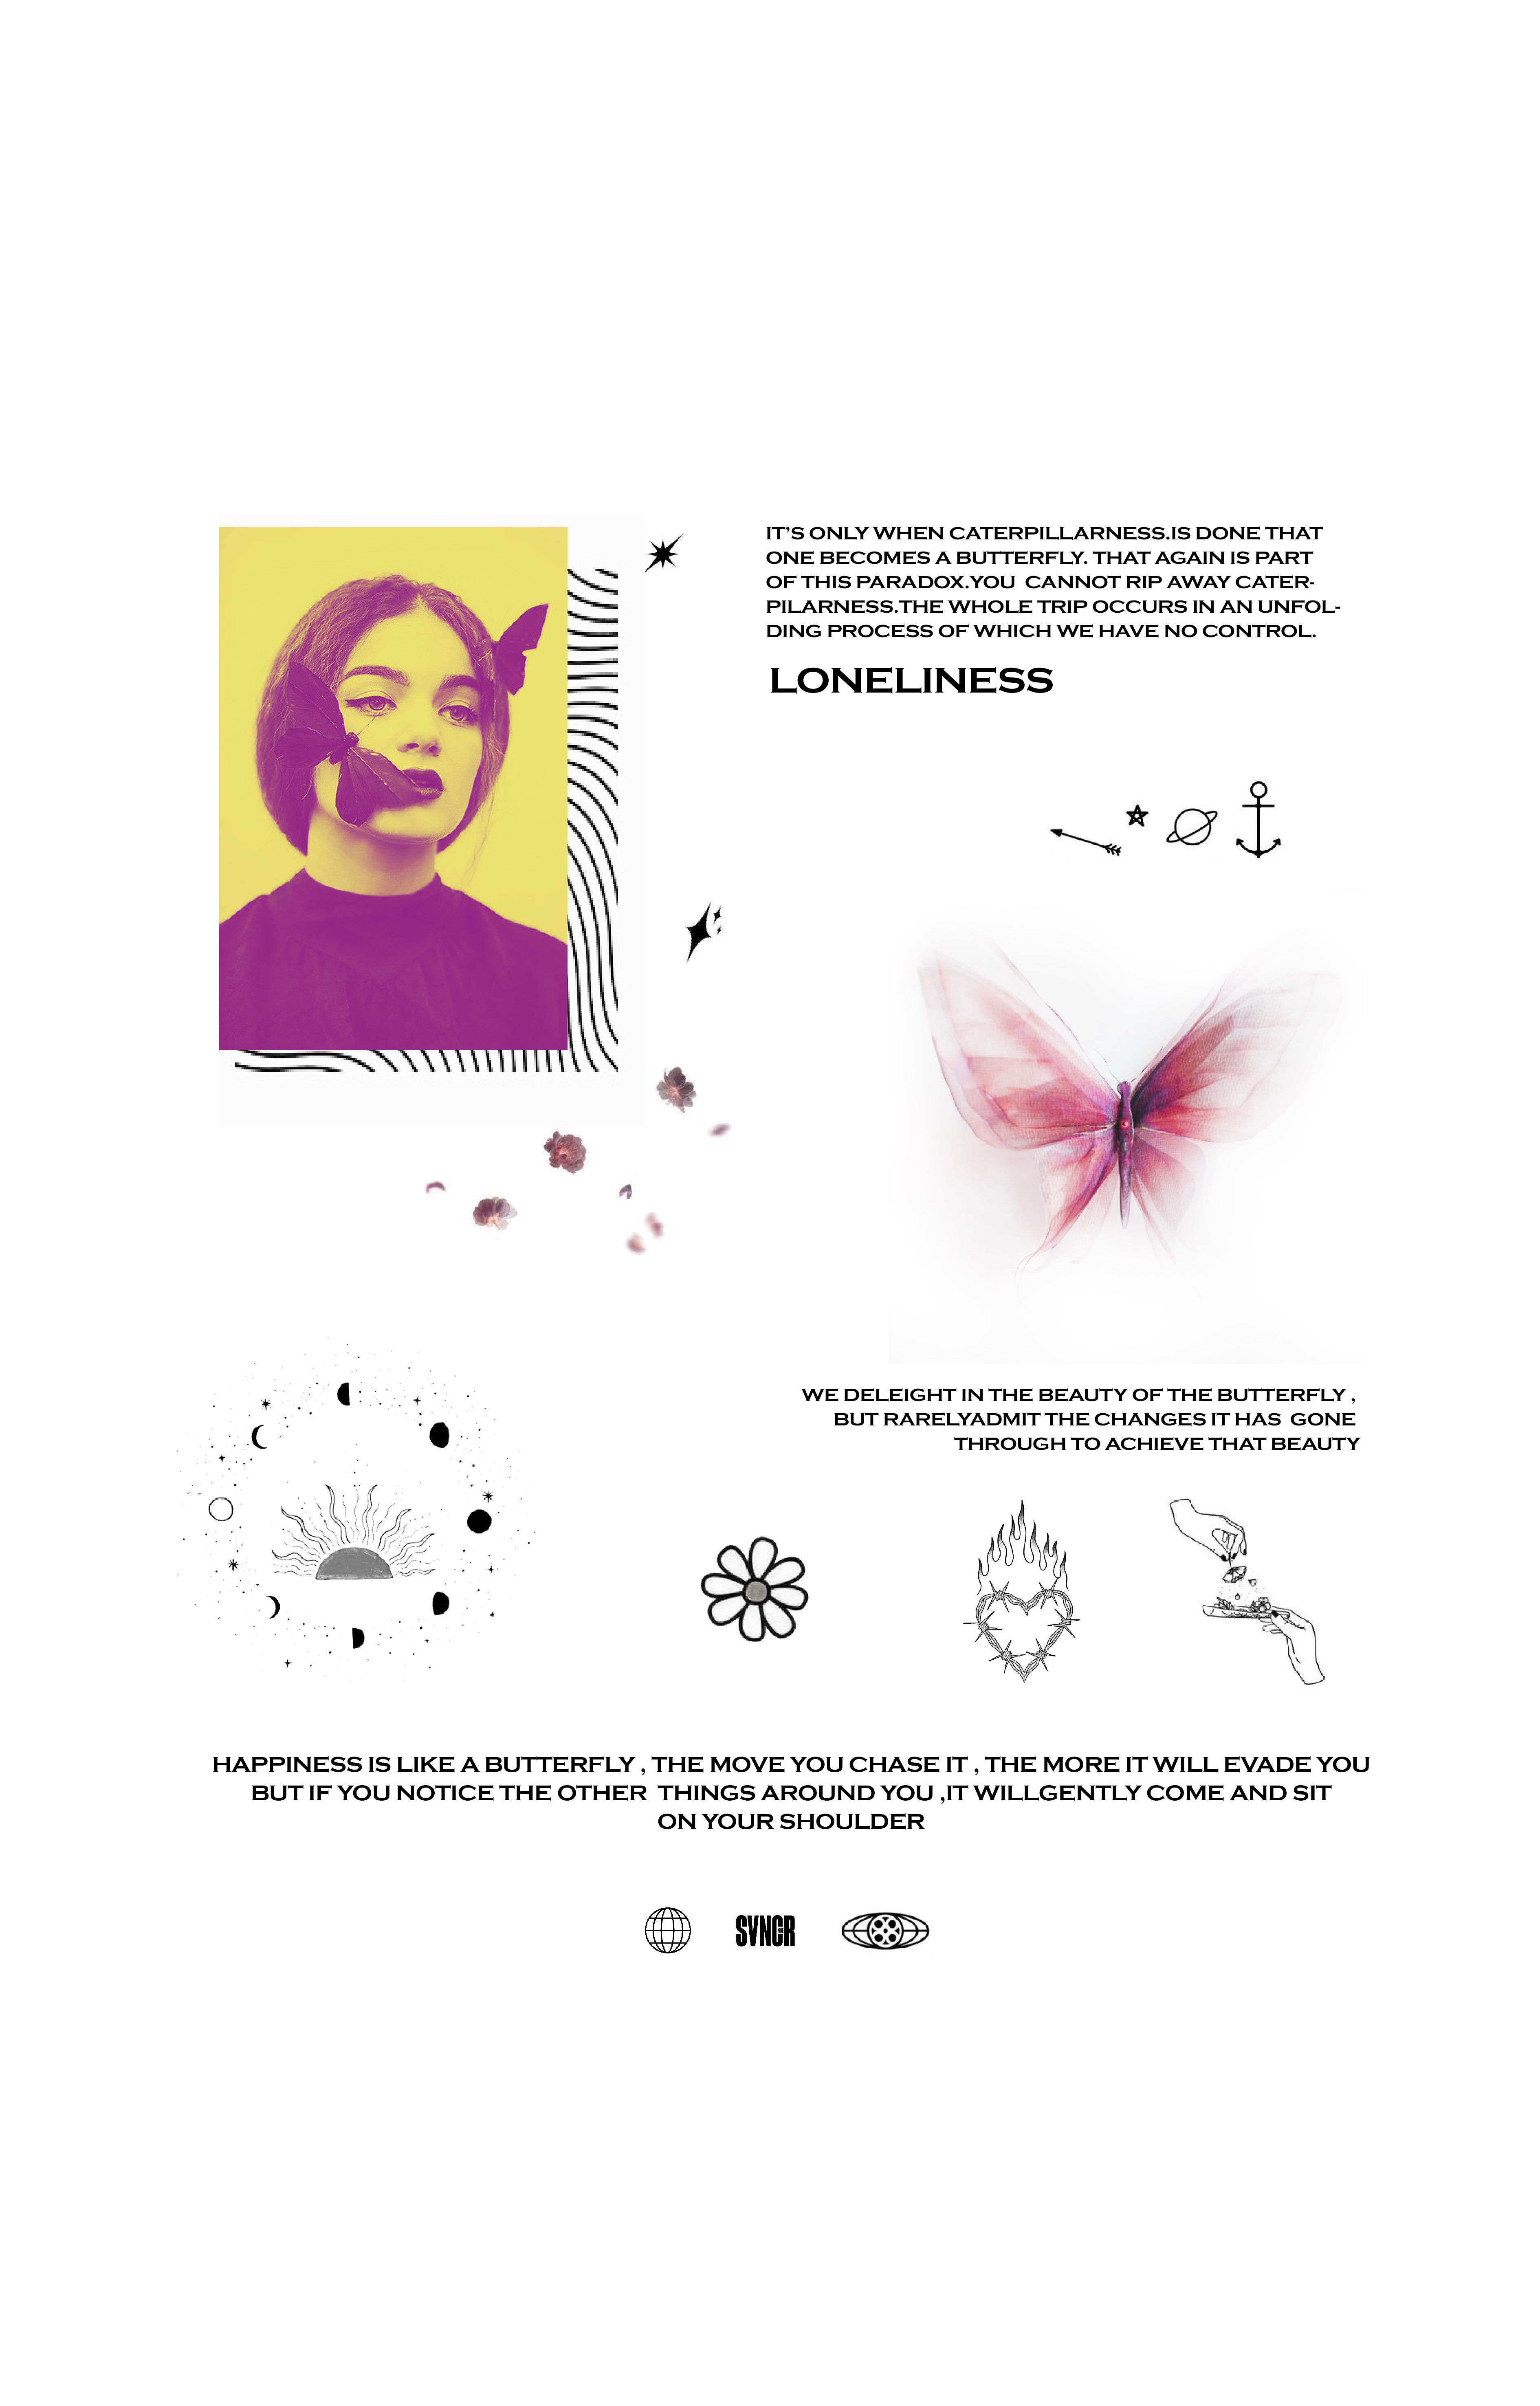 IT'S ONLY WHEN CATERPILLARNESS.IS DONE THAT
ONE BECOMES A BUTTERFLY. THAT AGAIN IS PART
OF THIS PARADOX.YOU CANNOT RIP AWAY CATER-
PILARNESS.THE WHOLE TRIP OCCURS IN AN UNFOL-
DING PROCESS OF WHICH WE HAVE NO CONTROL.
LONELINESS
WE DELEIGHT IN THE BEAUTY OF THE BUTTERFLY ,
BUT RARELYADMIT THE CHANGES IT HAS GONE
THROUGH TO ACHIEVE THAT BEAUTY
HAPPINESS IS LIKE A BUTTERFLY , THE MOVE YOU CHASE IT , THE MORE IT WILL EVADE YOU
BUT IF YOU NOTICE THE OTHER THINGS AROUND YOU ,IT WILLGENTLY COME AND SIT
ON YOUR SHOULDER